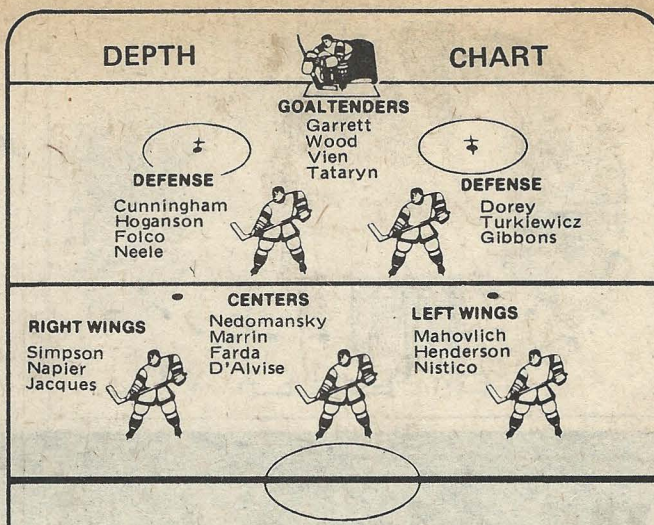 DEPTH CHART
GOALTENDERS
Garrett
Wood
Vien
Tataryn
DEFENSE
Cunningham
Hoganson
Folco
Neele
DEFENSE
Dorey
Turkiewicz
Gibbons
RIGHT WINGS
Simpson
Napier
Jacques
CENTERS
Nedomansky
Marrin
Farda
D'Alvise
LEFT WINGS
Mahovlich
Henderson
Nistico